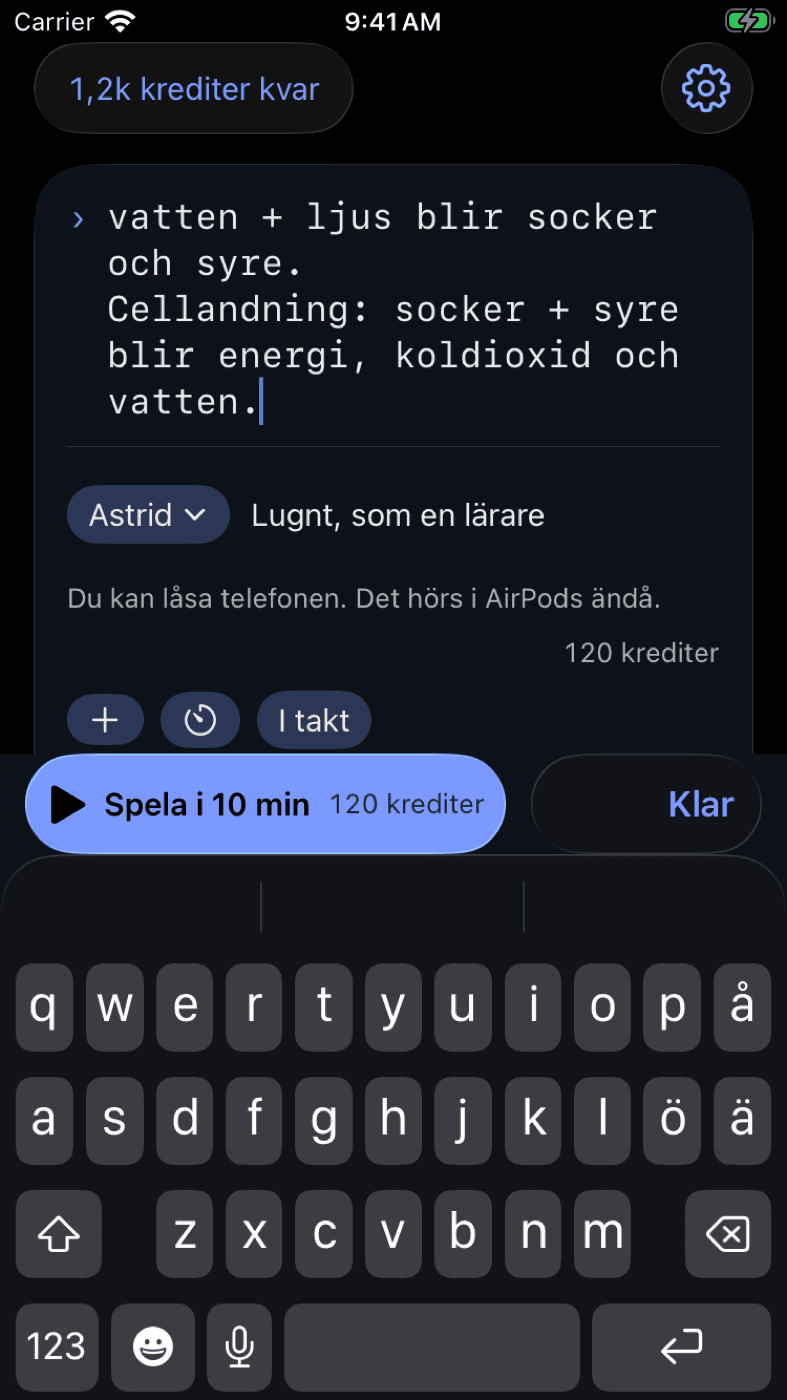 Carrier 9:41 AM
1,2k krediter kvar
› vatten + ljus blir socker
och syre.
Cellandning: socker + syre
blir energi, koldioxid och
vatten.
Astrid Lugnt, som en lärare
Du kan låsa telefonen. Det hörs i AirPods ändå.
120 krediter
+ I takt
Spela i 10 min 120 krediter Klar
q w e r t y u i o p å
a s d f g h j k l ö ä
z x c v b n m
123